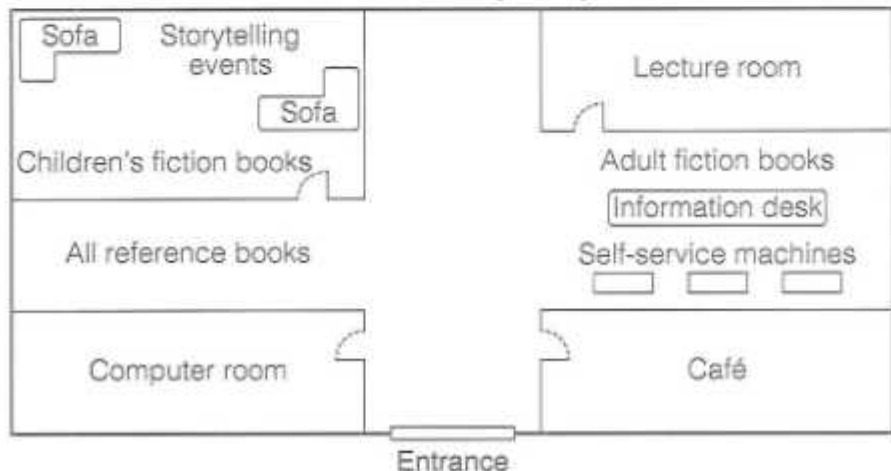 Sofa
Storytelling
events
Sofa
Children's fiction books
Lecture room
Adult fiction books
Information desk
All reference books
Self-service machines
Computer room
Café
Entrance